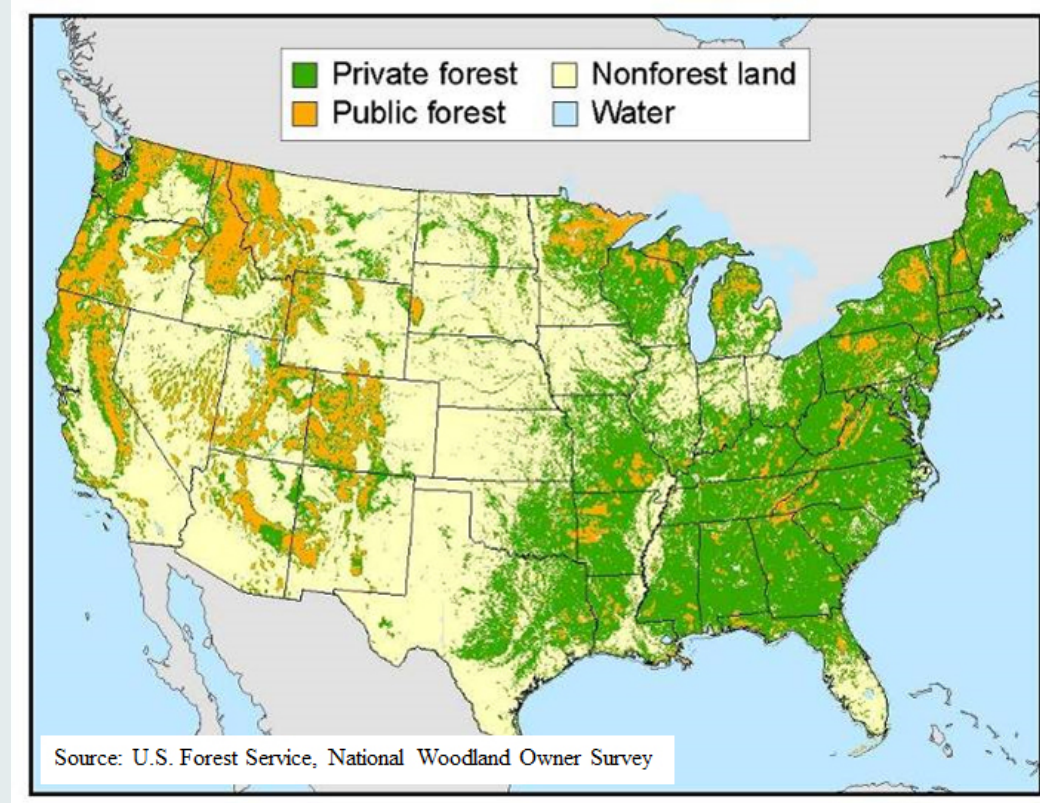 Private forest Nonforest land
Public forest Water
Source: U.S. Forest Service, National Woodland Owner Survey